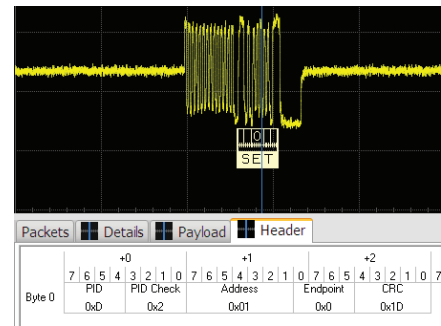 0
SET
Packets Details Payload Header
+0 +1 +2
7 6 5 4 3 2 1 0 7 6 5 4 3 2 1 0 7 6 5 4 3 2 1 0 7
PID PID Check Address Endpoint CRC
Byte 0 0xD 0x2 0x01 0x0 0x1D